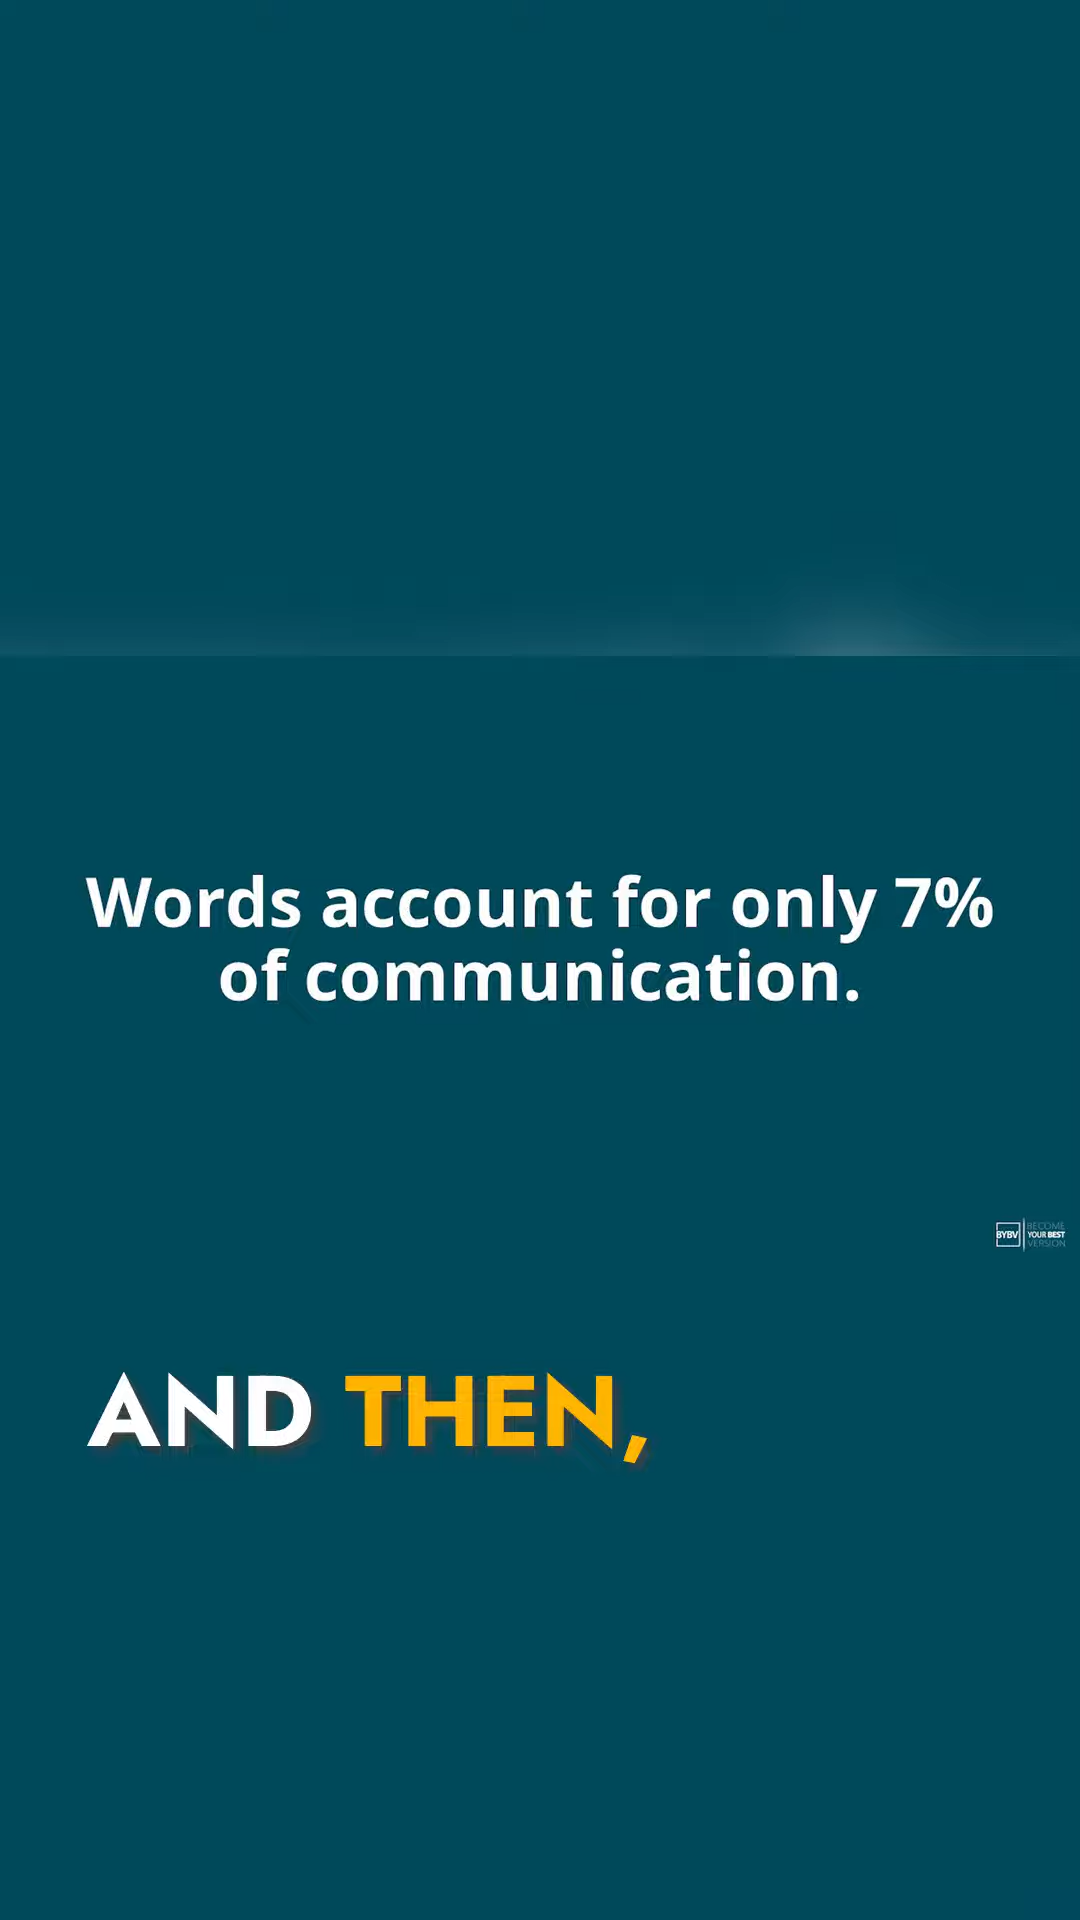 Words account for only 7%
of communication.
BYBV
BECOME
YOUR BEST
VERSION
AND THEN,